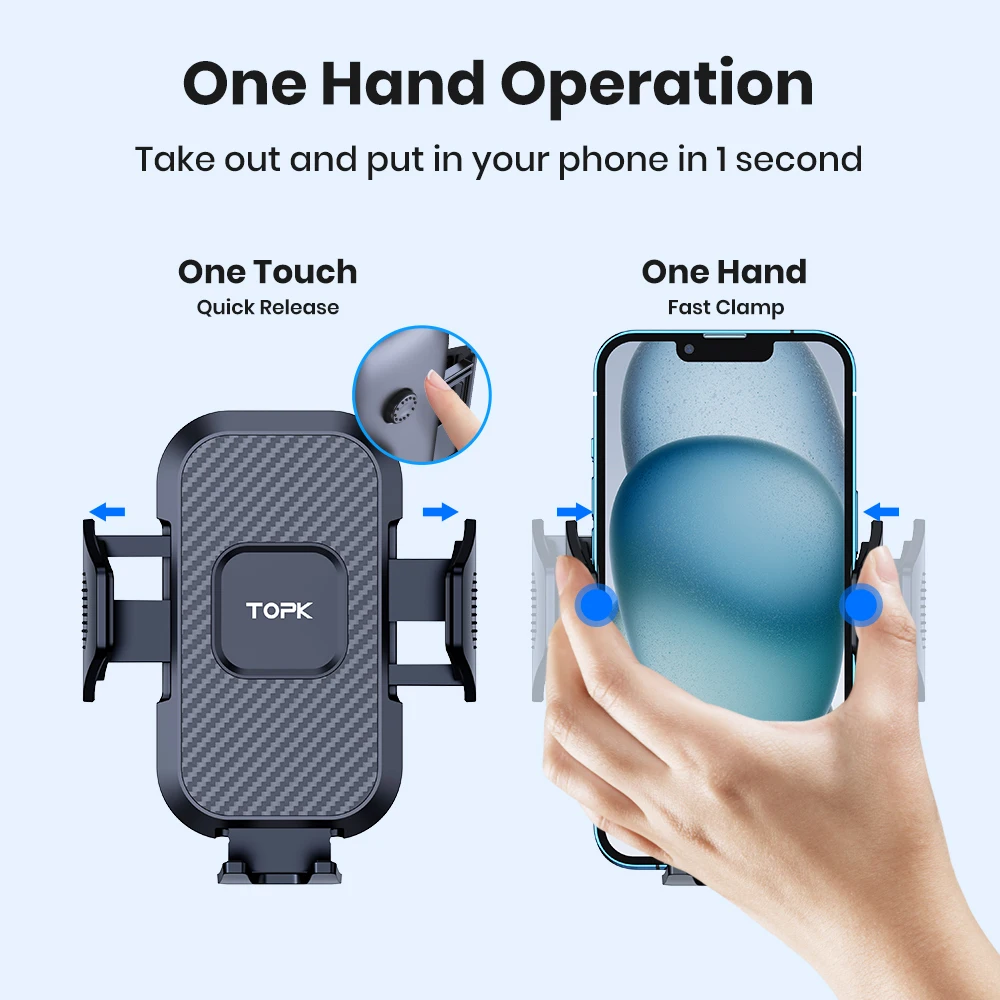 One Hand Operation
Take out and put in your phone in 1 second
One Touch
Quick Release
One Hand
Fast Clamp
TOPK